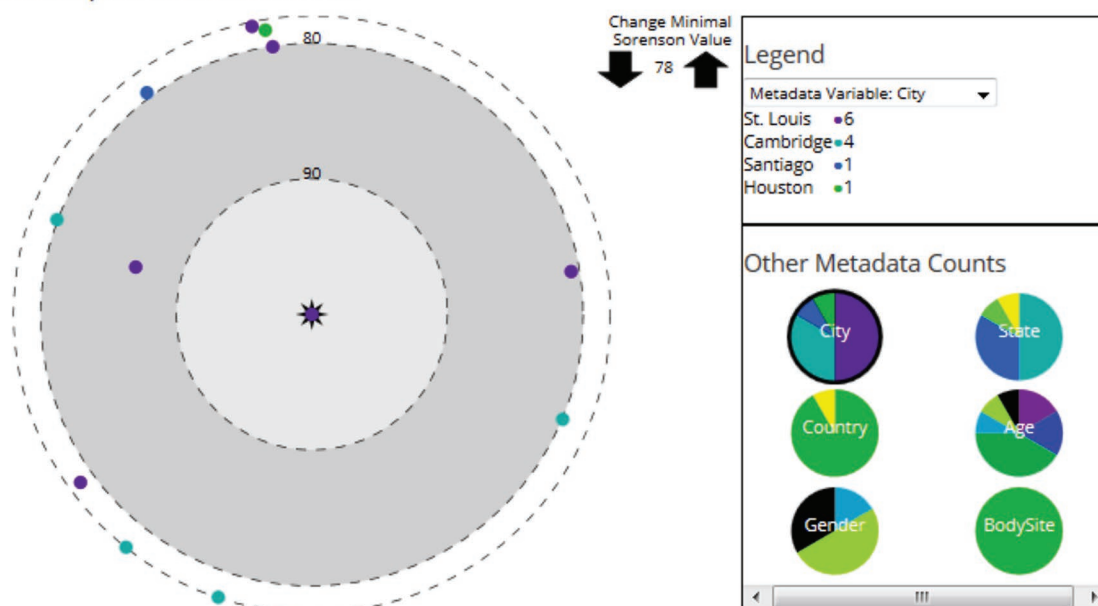 80
90
Change Minimal
Sorenson Value
78
Legend
Metadata Variable: City
St. Louis 6
Cambridge 4
Santiago 1
Houston 1
Other Metadata Counts
City
State
Country
Age
Gender
BodySite